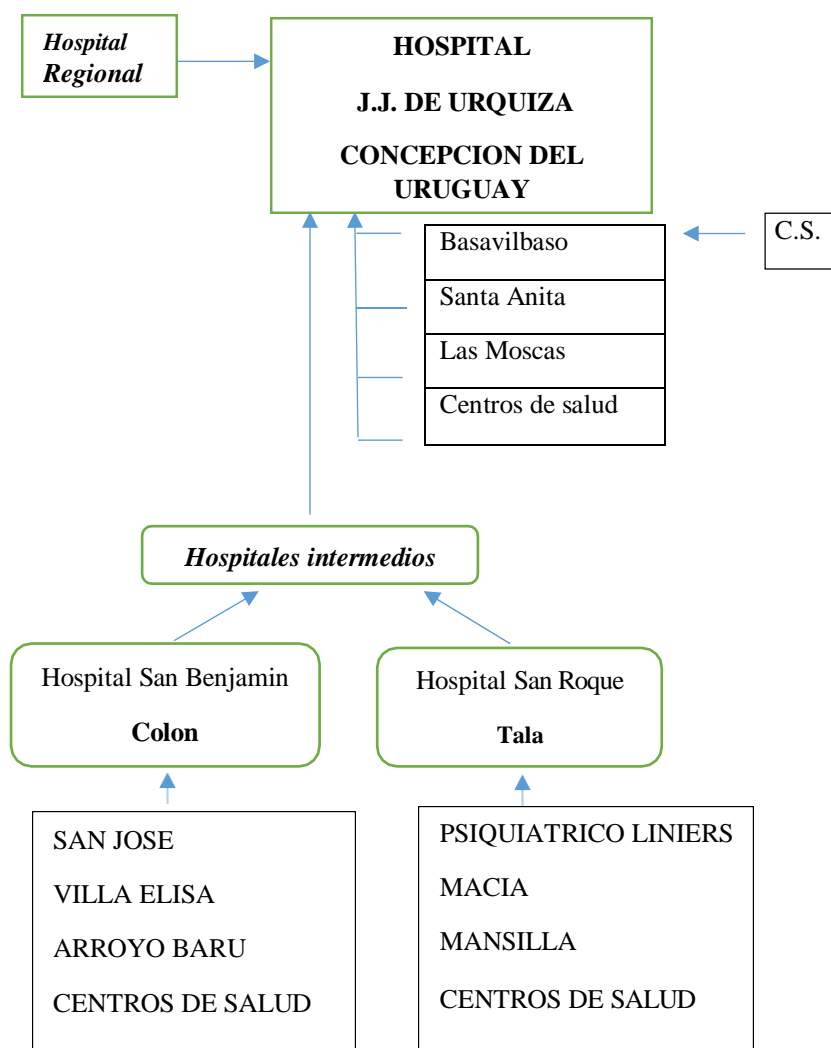 Hospital
Regional
HOSPITAL
J.J. DE URQUIZA
CONCEPCION DEL
URUGUAY
Basavilbaso
C.S.
Santa Anita
Las Moscas
Centros de salud
Hospitales intermedios
Hospital San Benjamin
Colon
Hospital San Roque
Tala
SAN JOSE
VILLA ELISA
ARROYO BARU
CENTROS DE SALUD
PSIQUIATRICO LINIERS
MACIA
MANSILLA
CENTROS DE SALUD